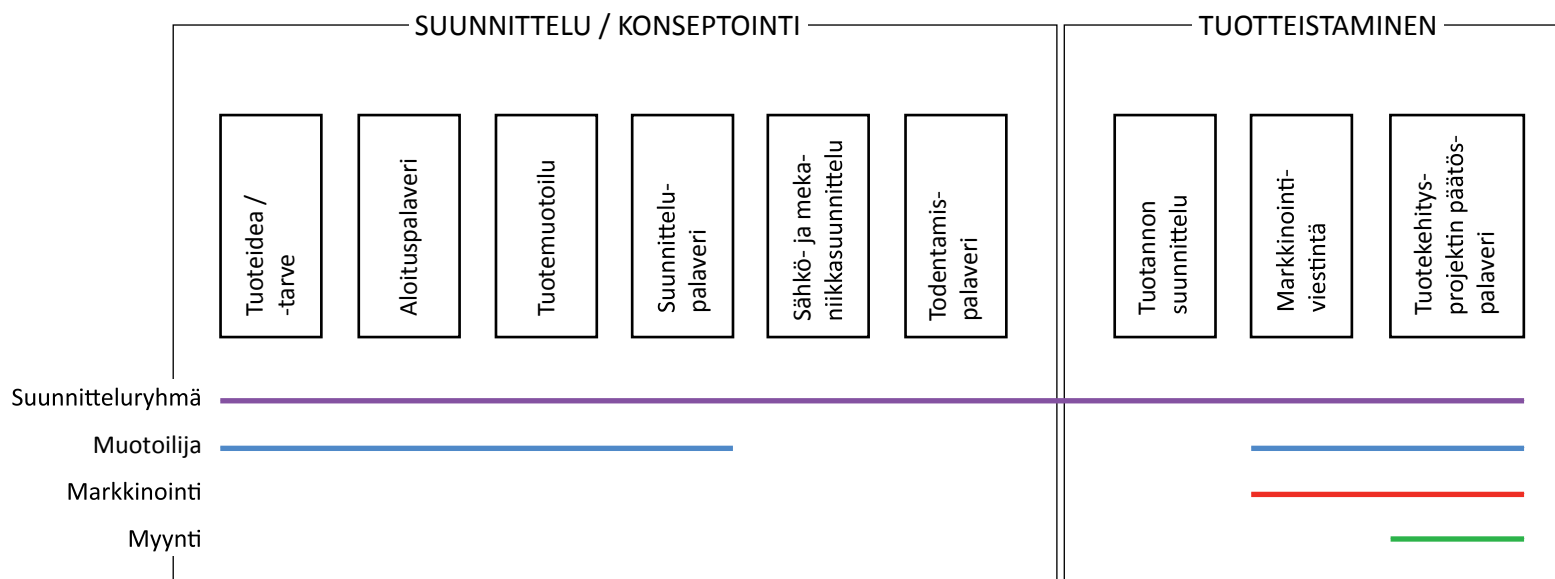 SUUNNITTELU / KONSEPTOINTI
TUOTTEISTAMINEN
Tuoteidea /
-tarve
Aloituspalaveri
Tuotemuotoilu
Suunnittelu-
palaveri
Sähkö- ja meka-
niikkasuunnittelu
Todentamis-
palaveri
Tuotannon
suunnittelu
Markkinointi-
viestintä
Tuotekehitys-
projektin päätös-
palaveri
Suunnitteluryhmä
Muotoilija
Markkinointi
Myynti